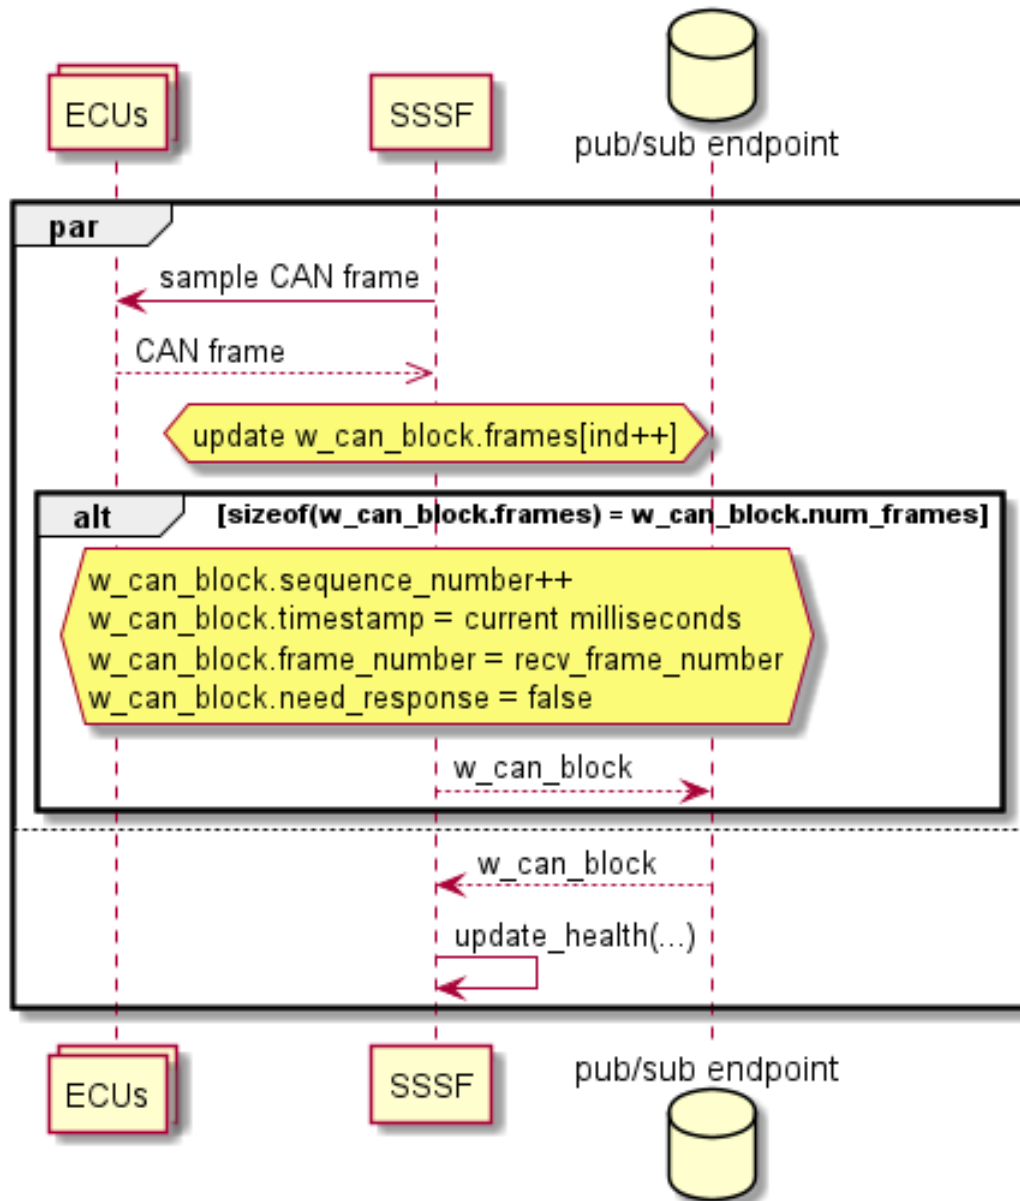 ECUs
SSSF
pub/sub endpoint
par
sample CAN frame
CAN frame
update w_can_block.frames[ind++]
alt
[sizeof(w_can_block.frames) = w_can_block.num_frames]
w_can_block.sequence_number++
w_can_block.timestamp = current milliseconds
w_can_block.frame_number = recv_frame_number
w_can_block.need_response = false
w_can_block
w_can_block
update_health(...)
ECUs
SSSF
pub/sub endpoint